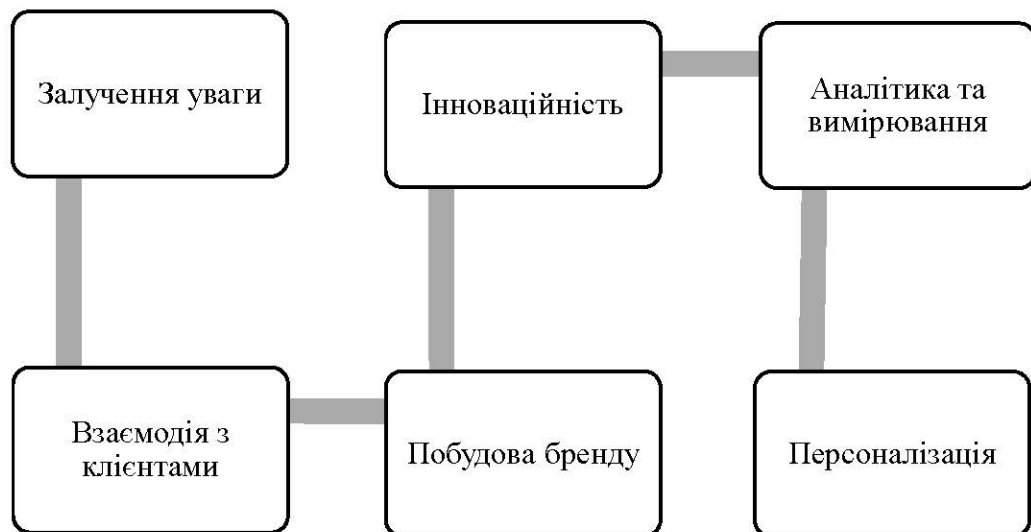 Залучення уваги
Взаємодія з
клієнтами
Побудова бренду
Інноваційність
Аналітика та
вимірювання
Персоналізація